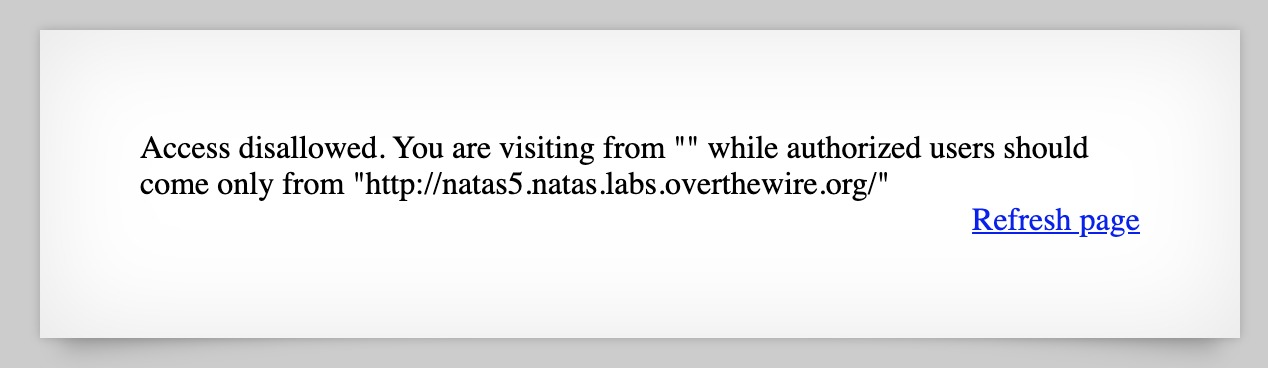 Access disallowed. You are visiting from "" while authorized users should
come only from "http://natas5.natas.labs.overthewire.org/"
Refresh page